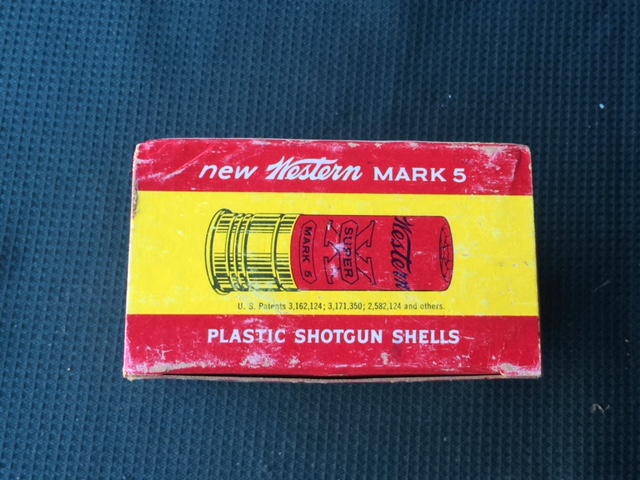 new Western MARK 5
Western
SUPER X
MARK 5
U. S. Patents 3,162,124; 3,171,350; 2,582,124 and others.
PLASTIC SHOTGUN SHELLS